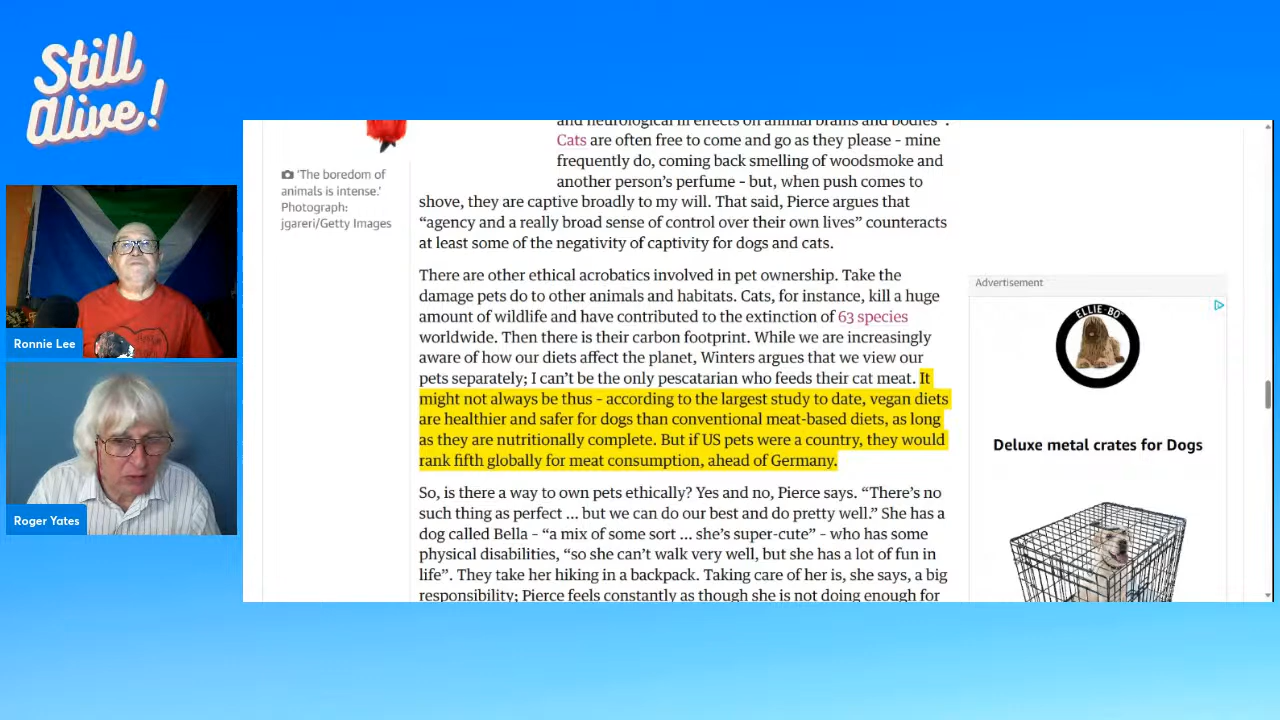 Still
Alive!
Ronnie Lee
Roger Yates
'The boredom of
animals is intense.'
Photograph:
jgareri/Getty Images
and neurological in effects on animal brains and bodies”.
Cats are often free to come and go as they please – mine
frequently do, coming back smelling of woodsmoke and
another person's perfume – but, when push comes to
shove, they are captive broadly to my will. That said, Pierce argues that
“agency and a really broad sense of control over their own lives” counteracts
at least some of the negativity of captivity for dogs and cats.
There are other ethical acrobatics involved in pet ownership. Take the
damage pets do to other animals and habitats. Cats, for instance, kill a huge
amount of wildlife and have contributed to the extinction of 63 species
worldwide. Then there is their carbon footprint. While we are increasingly
aware of how our diets affect the planet, Winters argues that we view our
pets separately; I can't be the only pescatarian who feeds their cat meat. It
might not always be thus – according to the largest study to date, vegan diets
are healthier and safer for dogs than conventional meat-based diets, as long
as they are nutritionally complete. But if US pets were a country, they would
rank fifth globally for meat consumption, ahead of Germany.
So, is there a way to own pets ethically? Yes and no, Pierce says. “There's no
such thing as perfect ... but we can do our best and do pretty well.” She has a
dog called Bella – “a mix of some sort ... she's super-cute” – who has some
physical disabilities, “so she can't walk very well, but she has a lot of fun in
life”. They take her hiking in a backpack. Taking care of her is, she says, a big
responsibility; Pierce feels constantly as though she is not doing enough for
Advertisement
ELLIE-BO
Deluxe metal crates for Dogs